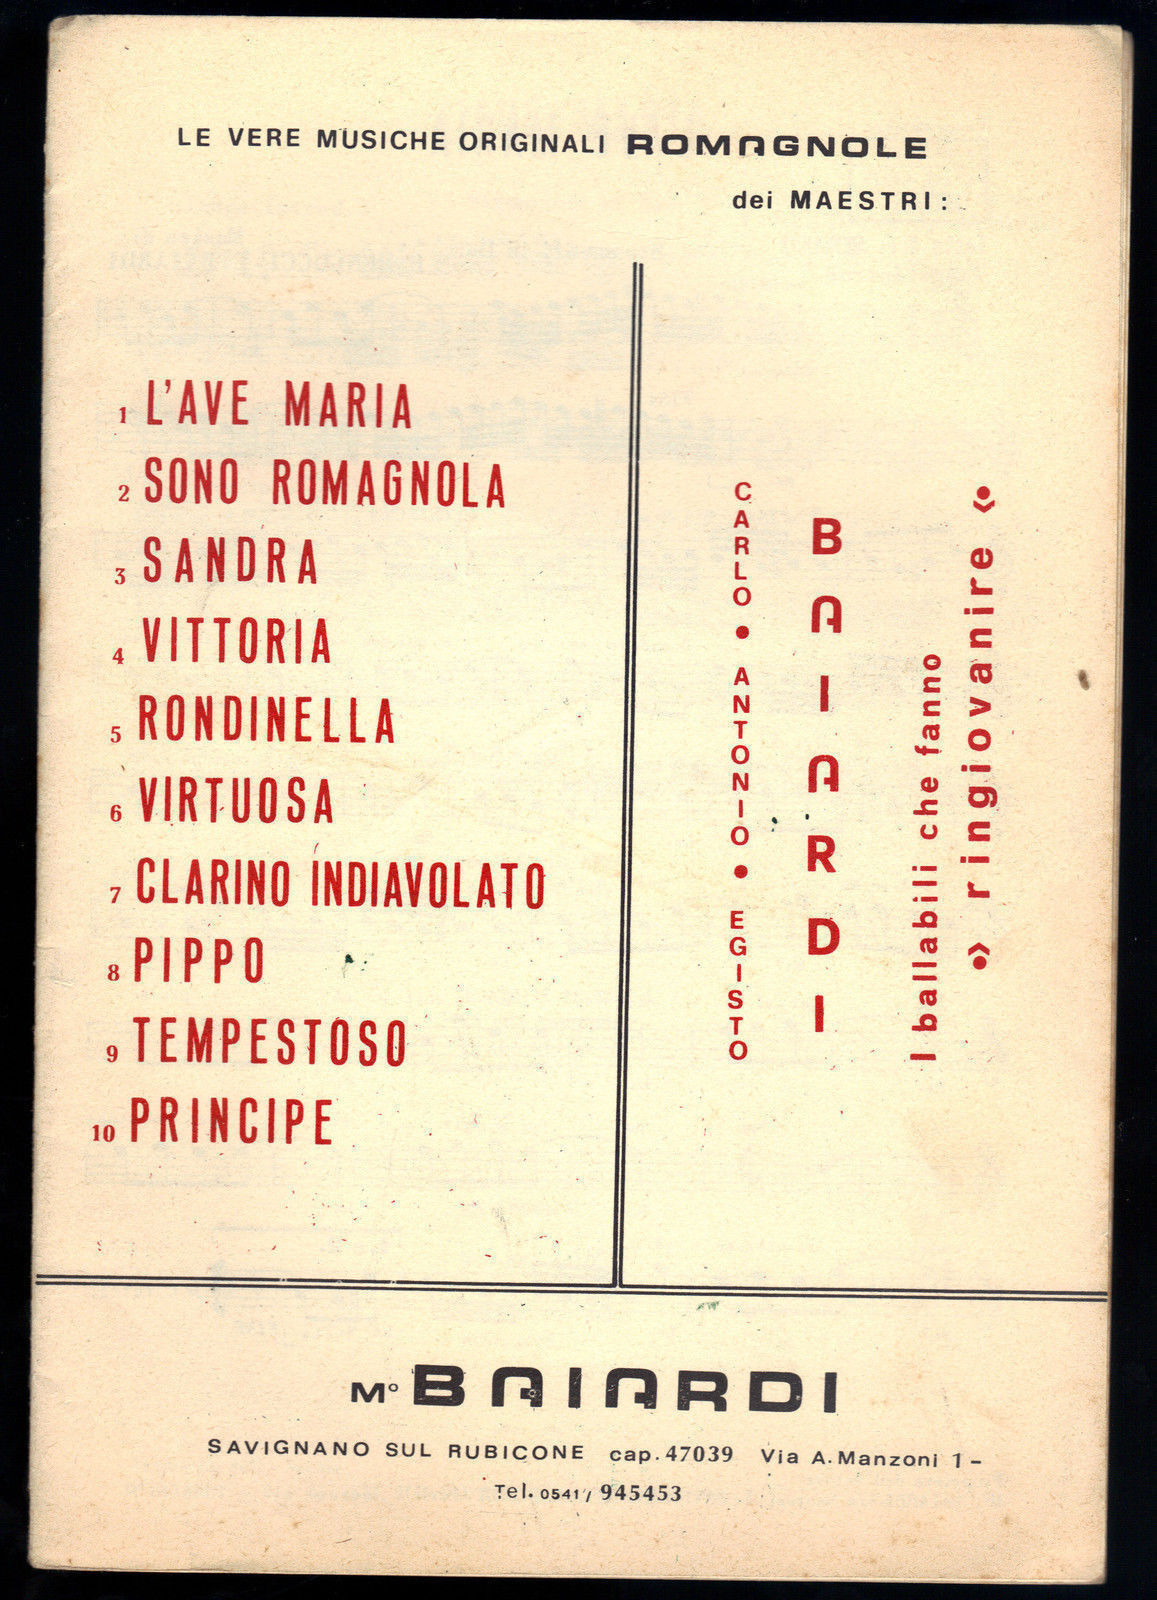 LE VERE MUSICHE ORIGINALI ROMAGNOLE
dei MAESTRI:
1 L'AVE MARIA
2 SONO ROMAGNOLA
3 SANDRA
4 VITTORIA
5 RONDINELLA
6 VIRTUOSA
7 CLARINO INDIAVOLATO
8 PIPPO
9 TEMPESTOSO
10 PRINCIPE
CARLO • ANTONIO • EGISTO
BAIARDI
I ballabili che fanno
•» ringiovanire «•
M° BAIARDI
SAVIGNANO SUL RUBICONE cap. 47039 Via A. Manzoni 1 -
Tel. 0541/ 945453